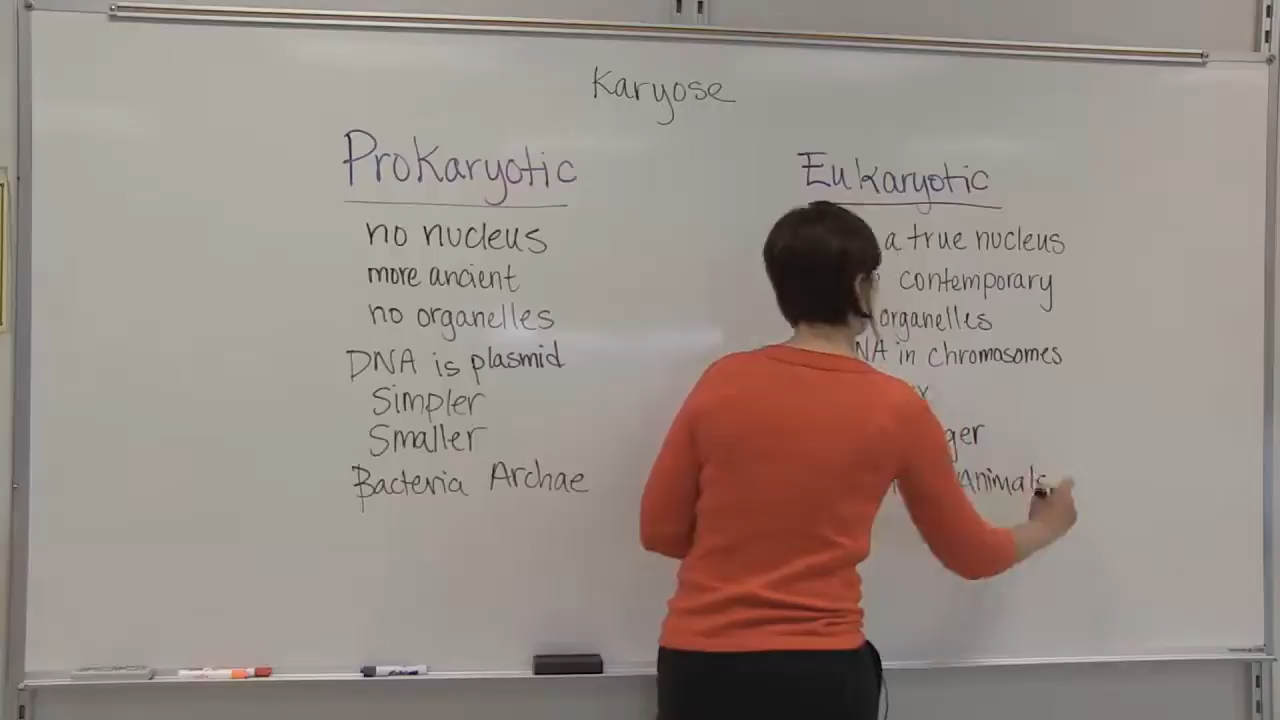 Karyose
Prokaryotic
no nucleus
more ancient
no organelles
DNA is plasmid
Simpler
Smaller
Bacteria Archae
Eukaryotic
a true nucleus
contemporary
organelles
in chromosomes
Animals